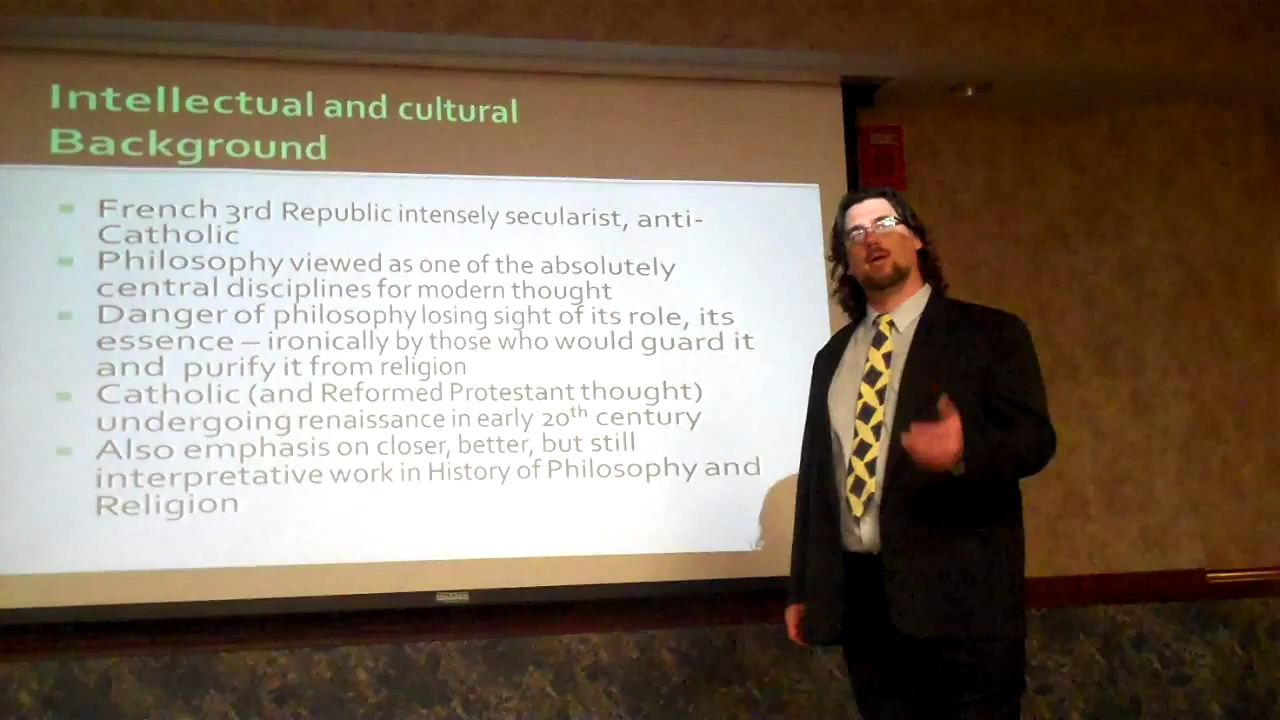 Intellectual and cultural
Background
French 3rd Republic intensely secularist, anti-
Catholic
Philosophy viewed as one of the absolutely
central disciplines for modern thought
Danger of philosophy losing sight of its role, its
essence – ironically by those who would guard it
and purify it from religion
Catholic (and Reformed Protestant thought)
undergoing renaissance in early 20th century
Also emphasis on closer, better, but still
interpretative work in History of Philosophy and
Religion